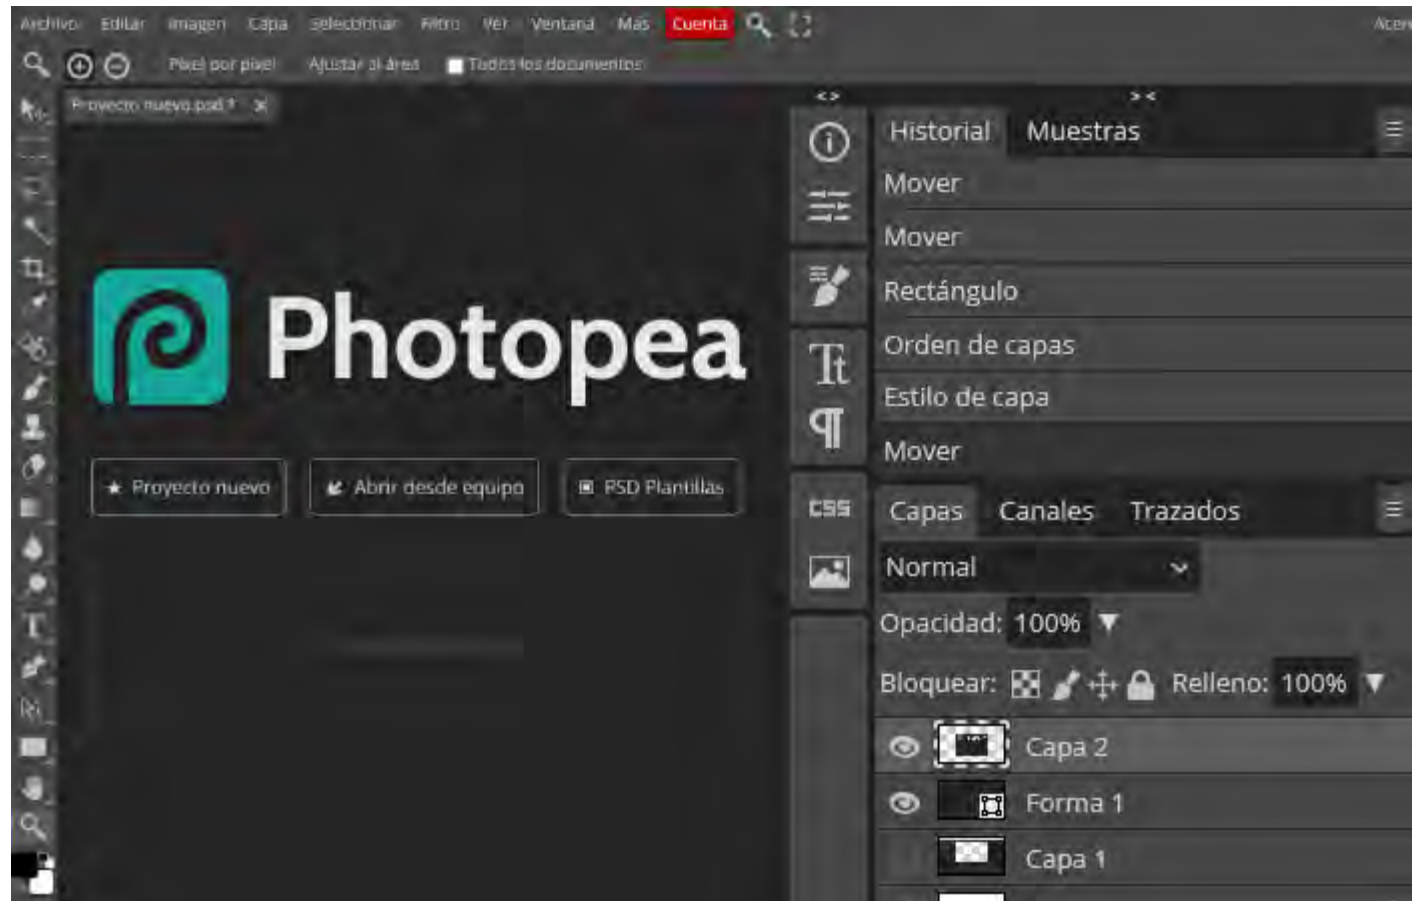 Archivo Editar Imagen Capa Seleccionar Filtro Ver Ventana Más Cuenta
Pixel por pixel Ajustar al área Todos los documentos
Proyecto nuevo.psd *
Historial Muestras
Mover
Mover
Rectángulo
Orden de capas
Estilo de capa
Mover
Photopea
Proyecto nuevo Abrir desde equipo PSD Plantillas
CSS
Capas Canales Trazados
Normal
Opacidad: 100%
Bloquear: Relleno: 100%
Capa 2
Forma 1
Capa 1